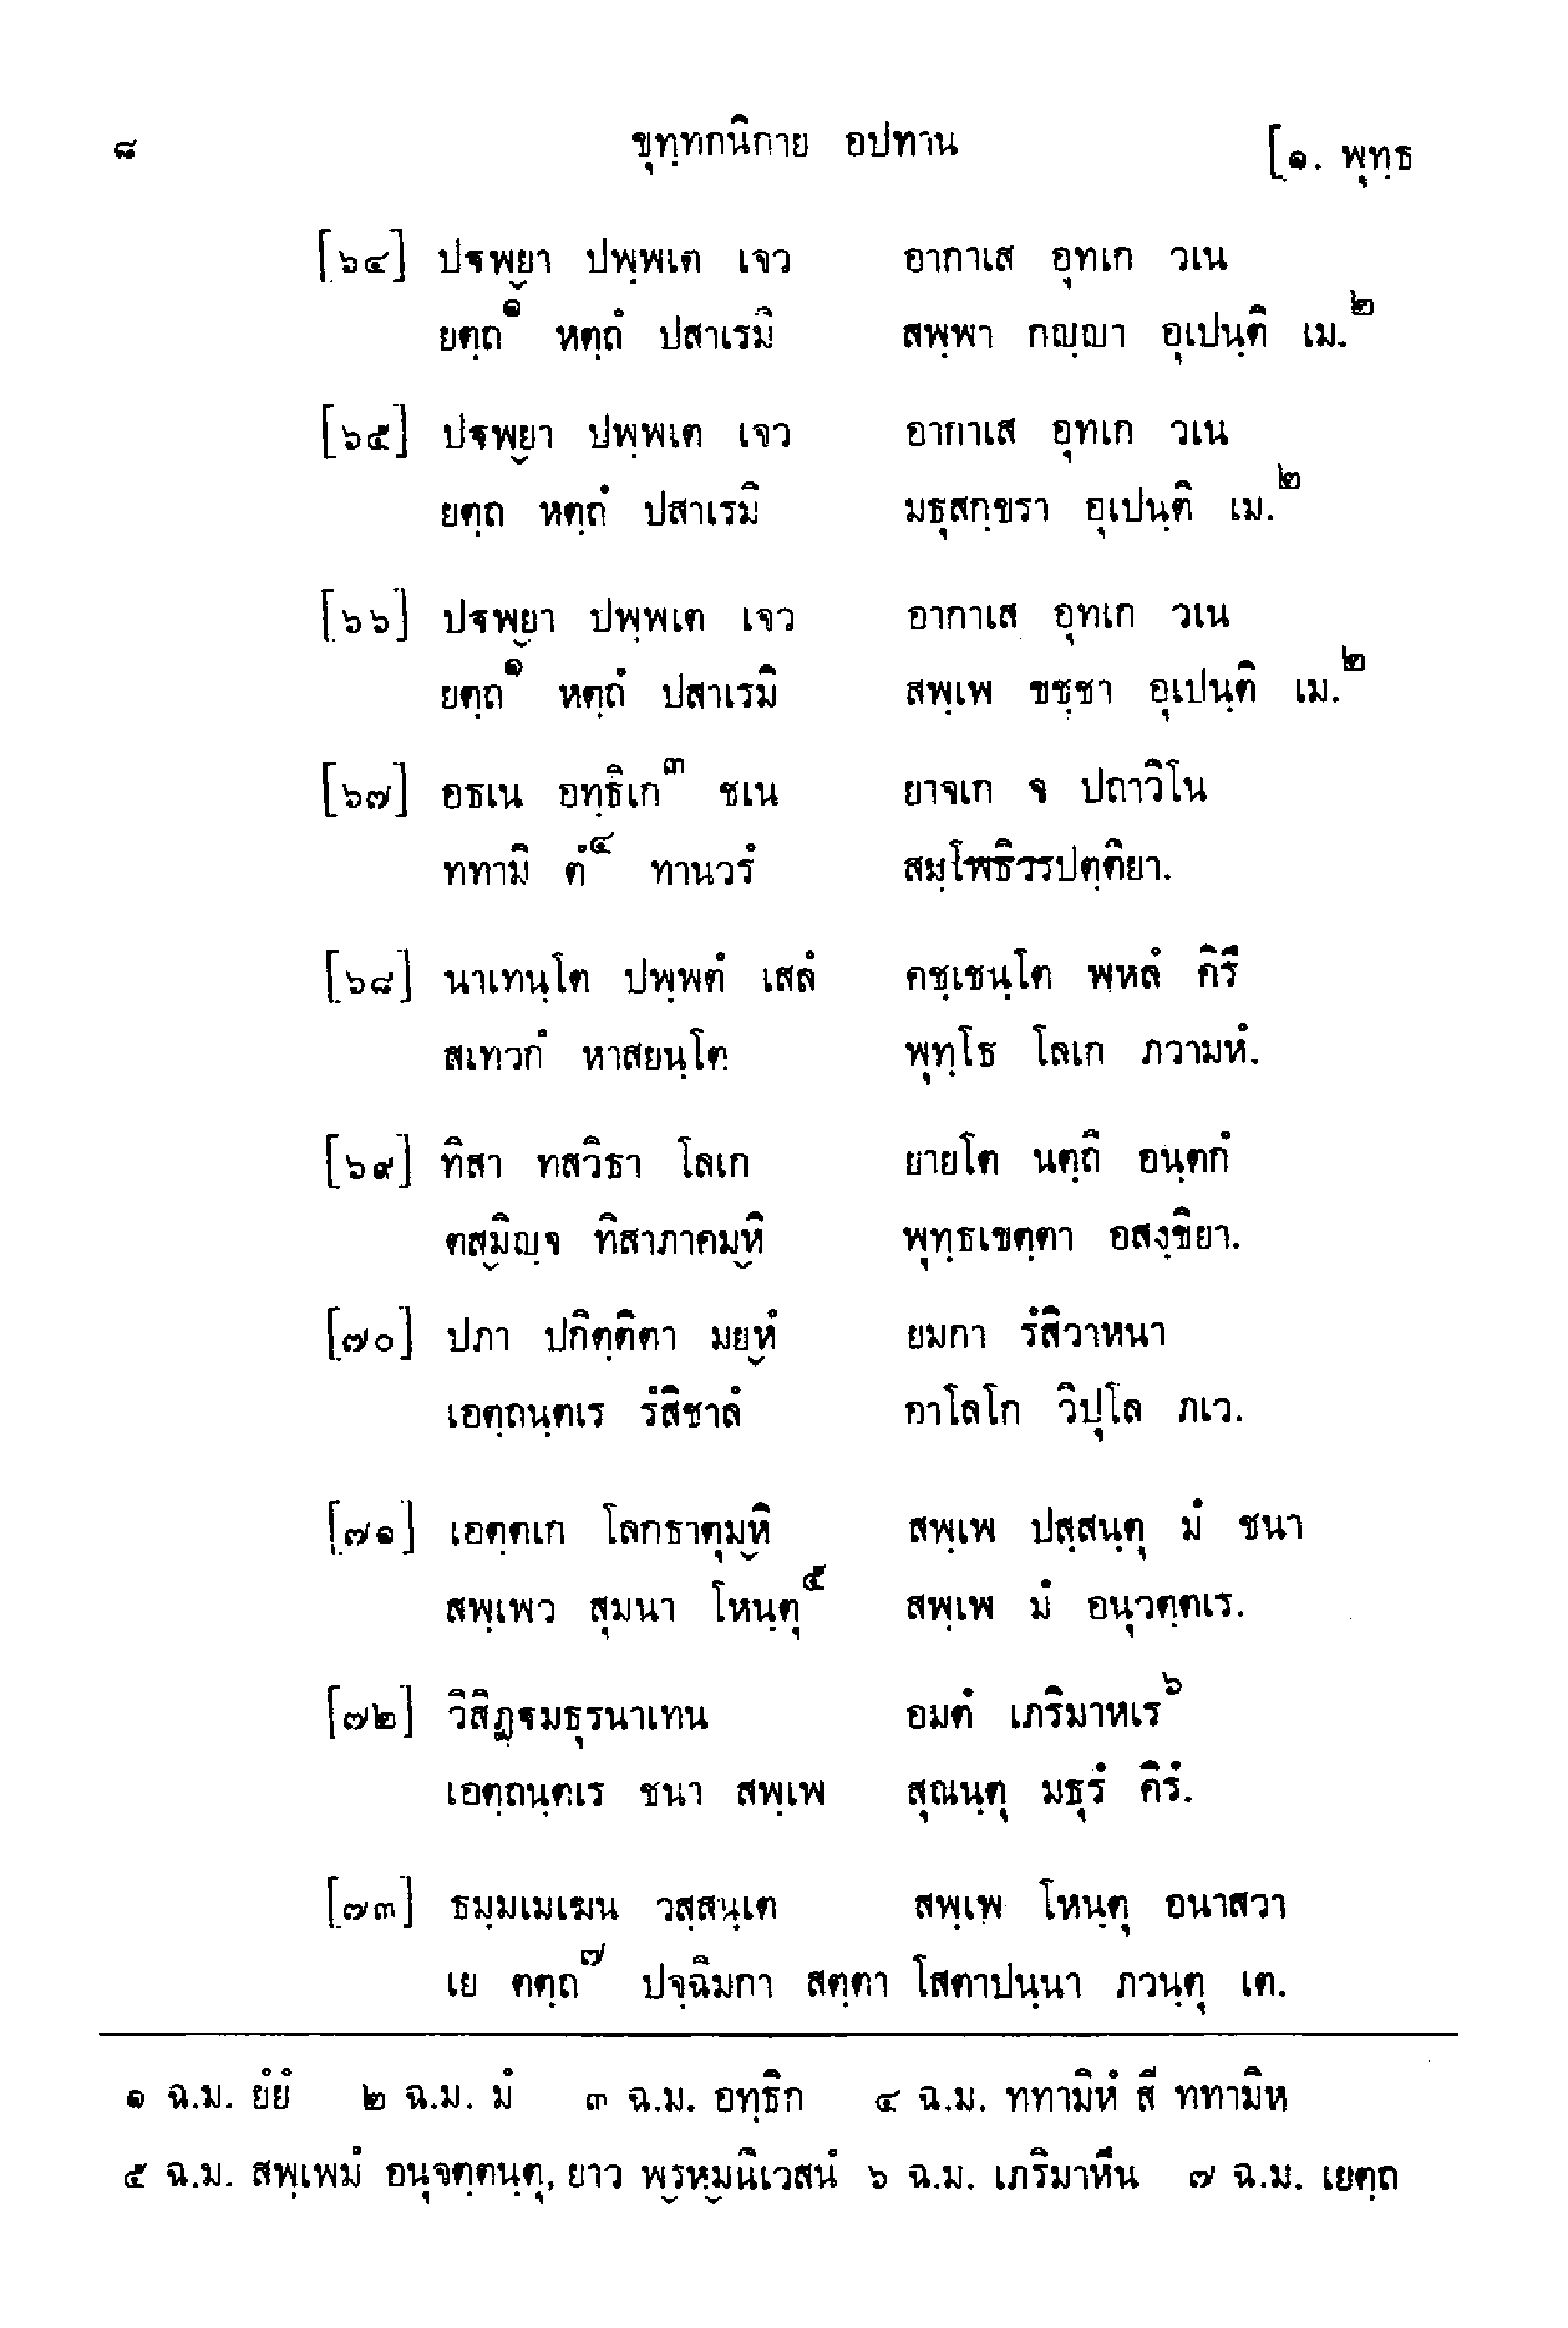 ๘ ขุทฺทกนิกาย อปทาน [๑. พุทฺธ
[๖๔] ปฐพฺยา ปพฺพเต เจว อากาเส อุทเก วเน
ยตฺถ๑ หตฺถํ ปสาเรมิ สพฺพา กญฺญา อุเปนฺติ เม.๒
[๖๕] ปฐพฺยา ปพฺพเต เจว อากาเส อุทเก วเน
ยตฺถ หตฺถํ ปสาเรมิ มธุสกฺขรา อุเปนฺติ เม.๒
[๖๖] ปฐพฺยา ปพฺพเต เจว อากาเส อุทเก วเน
ยตฺถ๑ หตฺถํ ปสาเรมิ สพฺเพ ขชฺชา อุเปนฺติ เม.๒
[๖๗] อธเน อทฺธิเก๓ ชเน ยาจเก จ ปถาวิโน
ททามิ ตํ๔ ทานวรํ สมฺโพธิวรปตฺติยา.
[๖๘] นาเทนฺโต ปพฺพตํ เสลํ คชฺเชนฺโต พหลํ คิรึ
สเทวกํ หาสยนฺโต พุทฺโธ โลเก ภวามหํ.
[๖๙] ทิสา ทสวิธา โลเก ยายโต นตฺถิ อนฺตกํ
ตสฺมิญฺจ ทิสาภาคมฺหิ พุทฺธเขตฺตา อสงฺขิยา.
[๗๐] ปภา ปกิตฺติตา มยฺหํ ยมกา รํสิวาหนา
เอตฺถนฺตเร รํสิชาลํ อาโลโก วิปุโล ภเว.
[๗๑] เอตฺตเก โลกธาตุมฺหิ สพฺเพ ปสฺสนฺตุ มํ ชนา
สพฺเพว สุมนา โหนฺตุ๕ สพฺเพ มํ อนุวตฺตเร.
[๗๒] วิสิฏฺฐมธุรนาเทน อมตํ เภริมาหเร๖
เอตฺถนฺตเร ชนา สพฺเพ สุณนฺตุ มธุรํ คิรํ.
[๗๓] ธมฺมเมเฆน วสฺสนฺเต สพฺเพ โหนฺตุ อนาสวา
เย ตตฺถ๗ ปจฺฉิมกา สตฺตา โสตาปนฺนา ภวนฺตุ เต.
๑ ฉ.ม. ยํยํ ๒ ฉ.ม. มํ ๓ ฉ.ม. อทฺธิก ๔ ฉ.ม. ททามิหํ สี ททามิห
๕ ฉ.ม. สพฺเพมํ อนุจตฺตนฺตุ, ยาว พฺรหฺมนิเวสนํ ๖ ฉ.ม. เภริมาหึน ๗ ฉ.ม. เยตฺถ